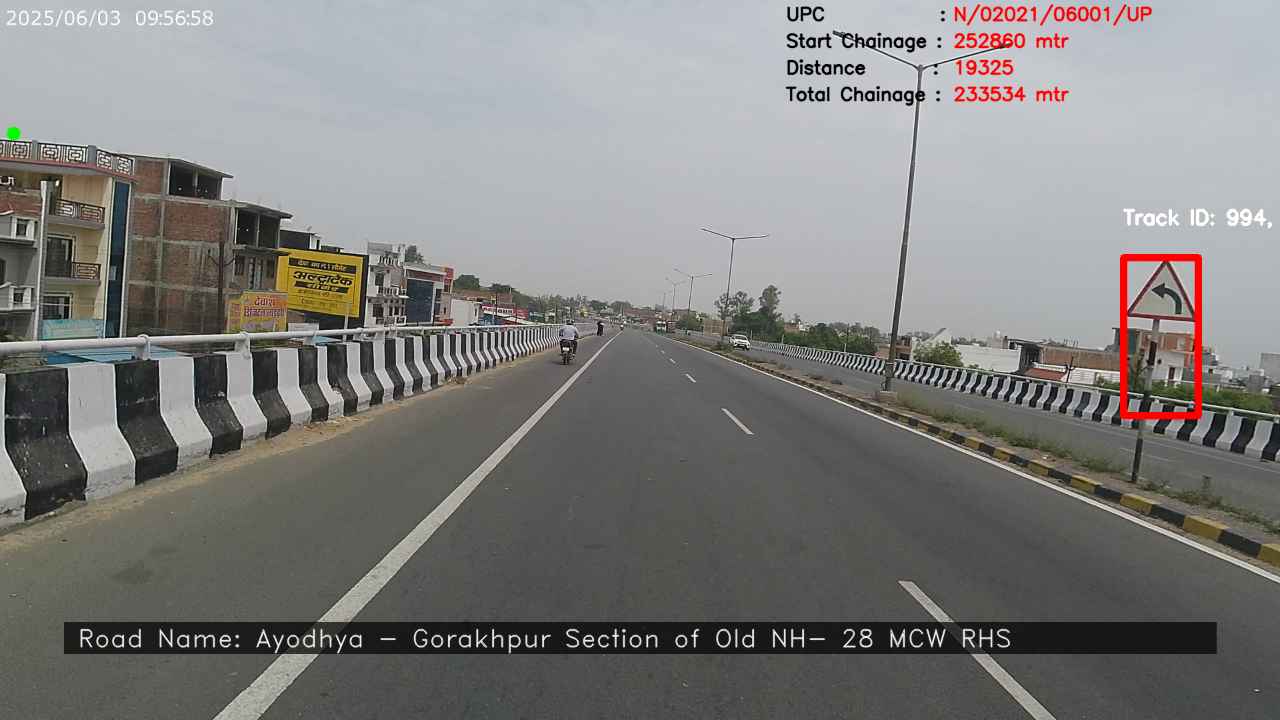 2025/06/03 09:56:58
UPC : N/02021/06001/UP
Start Chainage : 252860 mtr
Distance : 19325
Total Chainage : 233534 mtr
Track ID: 994,
अल्ट्राटेक
Road Name: Ayodhya - Gorakhpur Section of Old NH- 28 MCW RHS